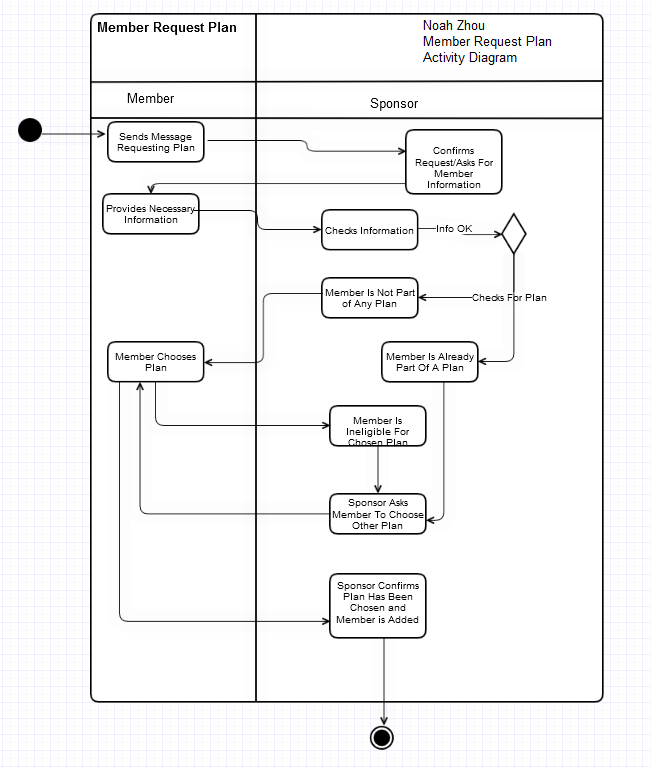 Member Request Plan
Noah Zhou
Member Request Plan
Activity Diagram
Member
Sponsor
Sends Message
Requesting Plan
Confirms
Request/Asks For
Member
Information
Provides Necessary
Information
Checks Information
Info OK
Member Is Not Part
of Any Plan
Checks For Plan
Member Chooses
Plan
Member Is Already
Part Of A Plan
Member Is
Ineligible For
Chosen Plan
Sponsor Asks
Member To Choose
Other Plan
Sponsor Confirms
Plan Has Been
Chosen and
Member is Added